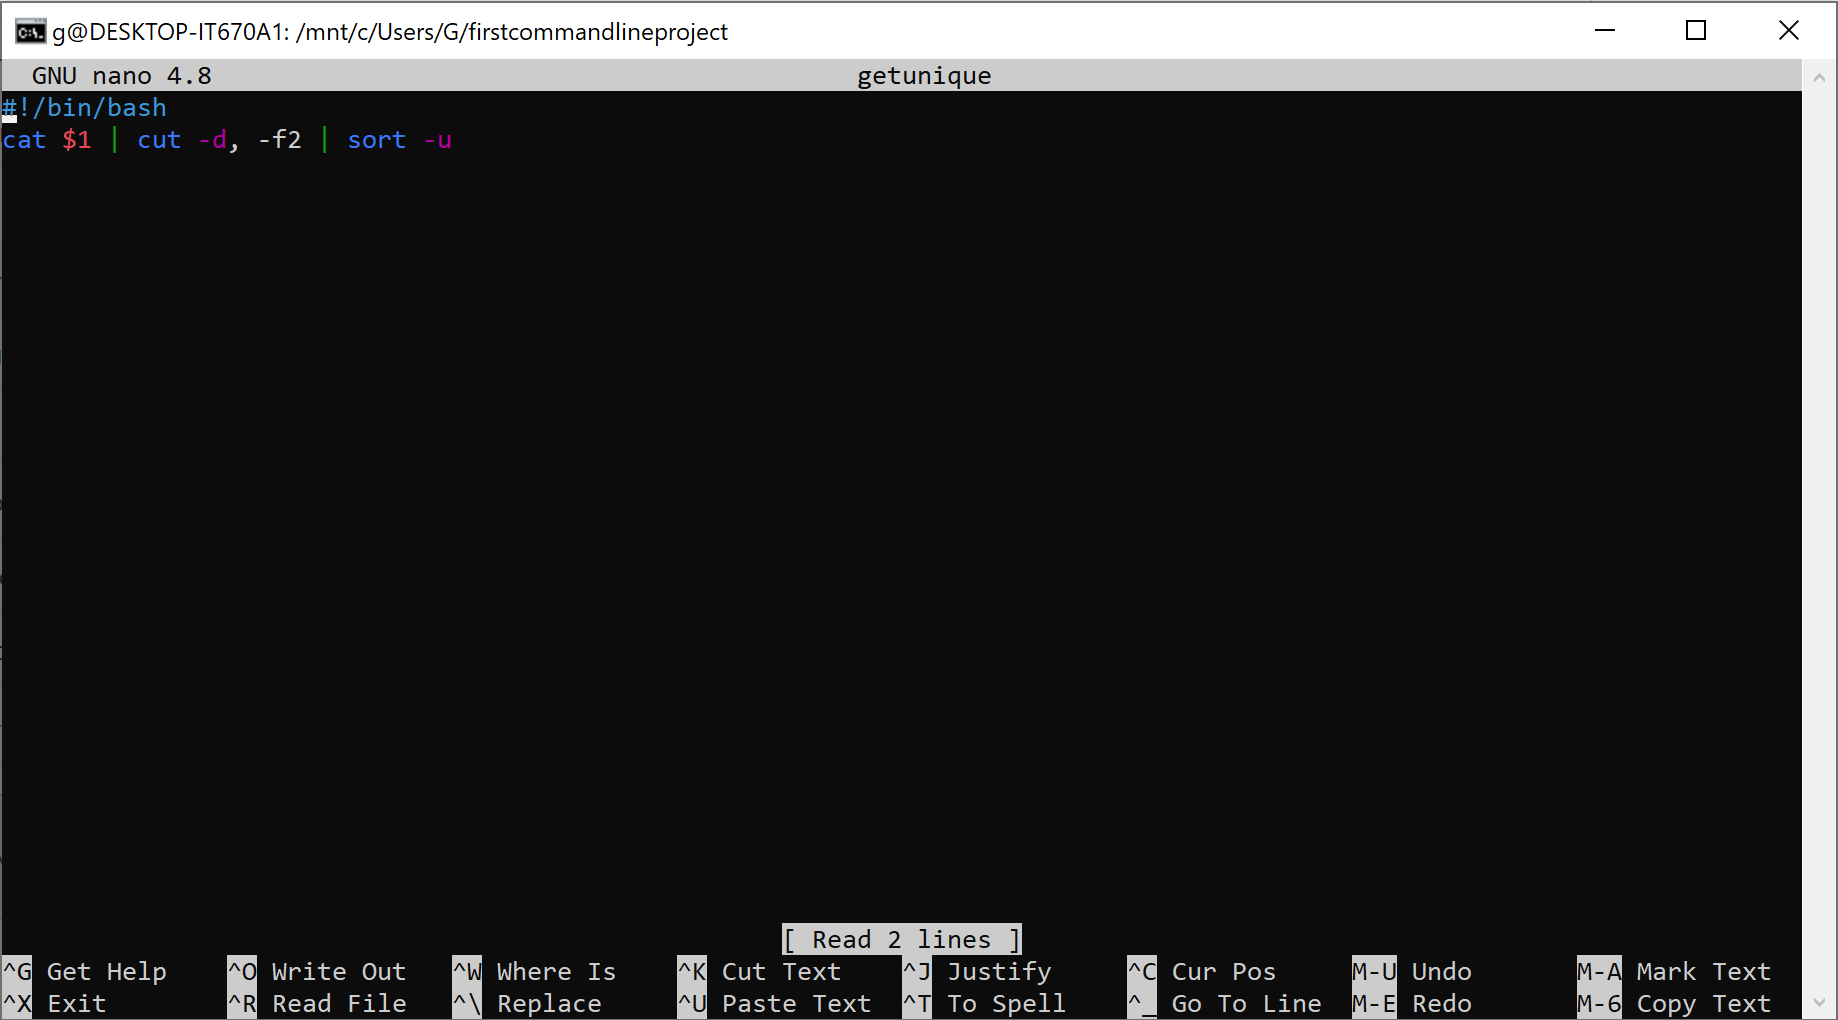 g@DESKTOP-IT670A1: /mnt/c/Users/G/firstcommandlineproject
GNU nano 4.8 getunique
#!/bin/bash
cat $1 | cut -d, -f2 | sort -u
[ Read 2 lines ]
^G Get Help ^O Write Out ^W Where Is ^K Cut Text ^J Justify ^C Cur Pos M-U Undo M-A Mark Text
^X Exit ^R Read File ^\ Replace ^U Paste Text ^T To Spell ^_ Go To Line M-E Redo M-6 Copy Text